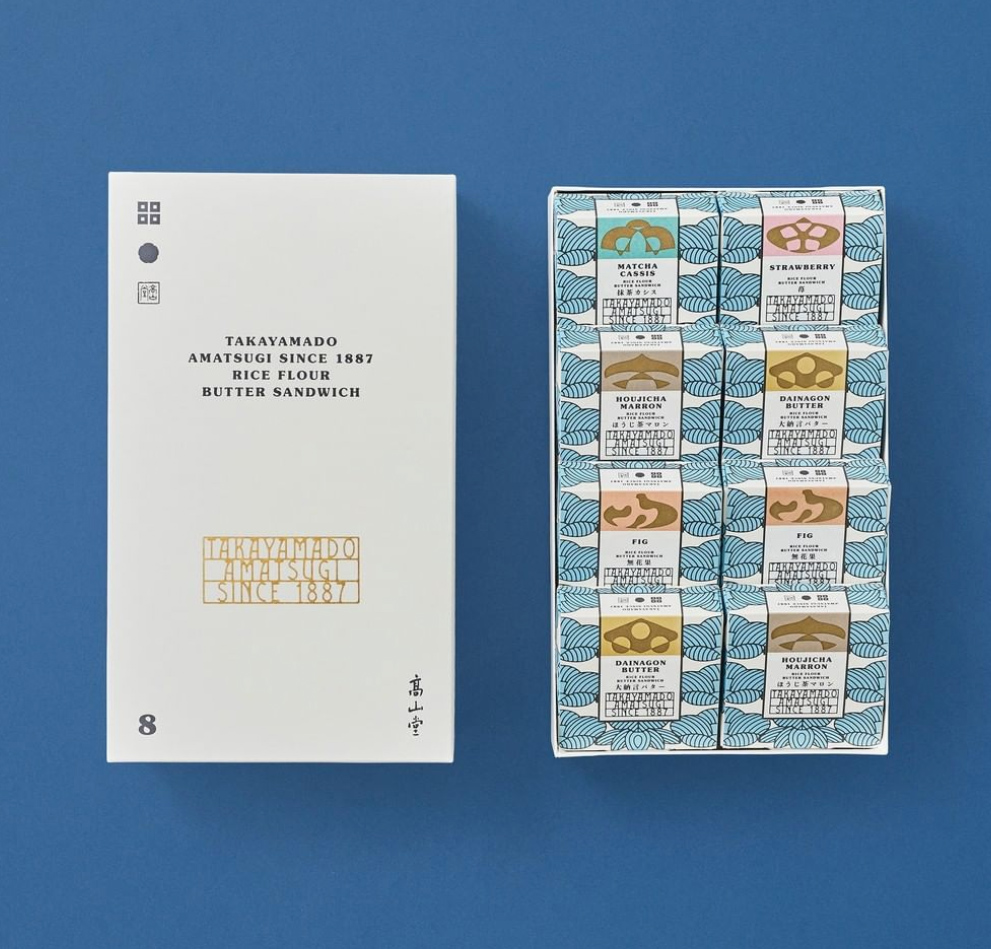 TAKAYAMADO
AMATSUGI SINCE 1887
RICE FLOUR
BUTTER SANDWICH
TAKAYAMADO
AMATSUGI
SINCE 1887
8
高山堂
MATCHA
CASSIS
RICE FLOUR
BUTTER SANDWICH
抹茶カシス
TAKAYAMADO
AMATSUGI
SINCE 1887
STRAWBERRY
RICE FLOUR
BUTTER SANDWICH
苺
TAKAYAMADO
AMATSUGI
SINCE 1887
HOUJICHA
MARRON
RICE FLOUR
BUTTER SANDWICH
ほうじ茶マロン
TAKAYAMADO
AMATSUGI
SINCE 1887
DAINAGON
BUTTER
RICE FLOUR
BUTTER SANDWICH
大納言バター
TAKAYAMADO
AMATSUGI
SINCE 1887
FIG
RICE FLOUR
BUTTER SANDWICH
無花果
TAKAYAMADO
AMATSUGI
FIG
RICE FLOUR
BUTTER SANDWICH
無花果
TAKAYAMADO
AMATSUGI
DAINAGON
BUTTER
RICE FLOUR
BUTTER SANDWICH
大納言バター
TAKAYAMADO
AMATSUGI
SINCE 1887
HOUJICHA
MARRON
RICE FLOUR
BUTTER SANDWICH
ほうじ茶マロン
TAKAYAMADO
AMATSUGI
SINCE 1887